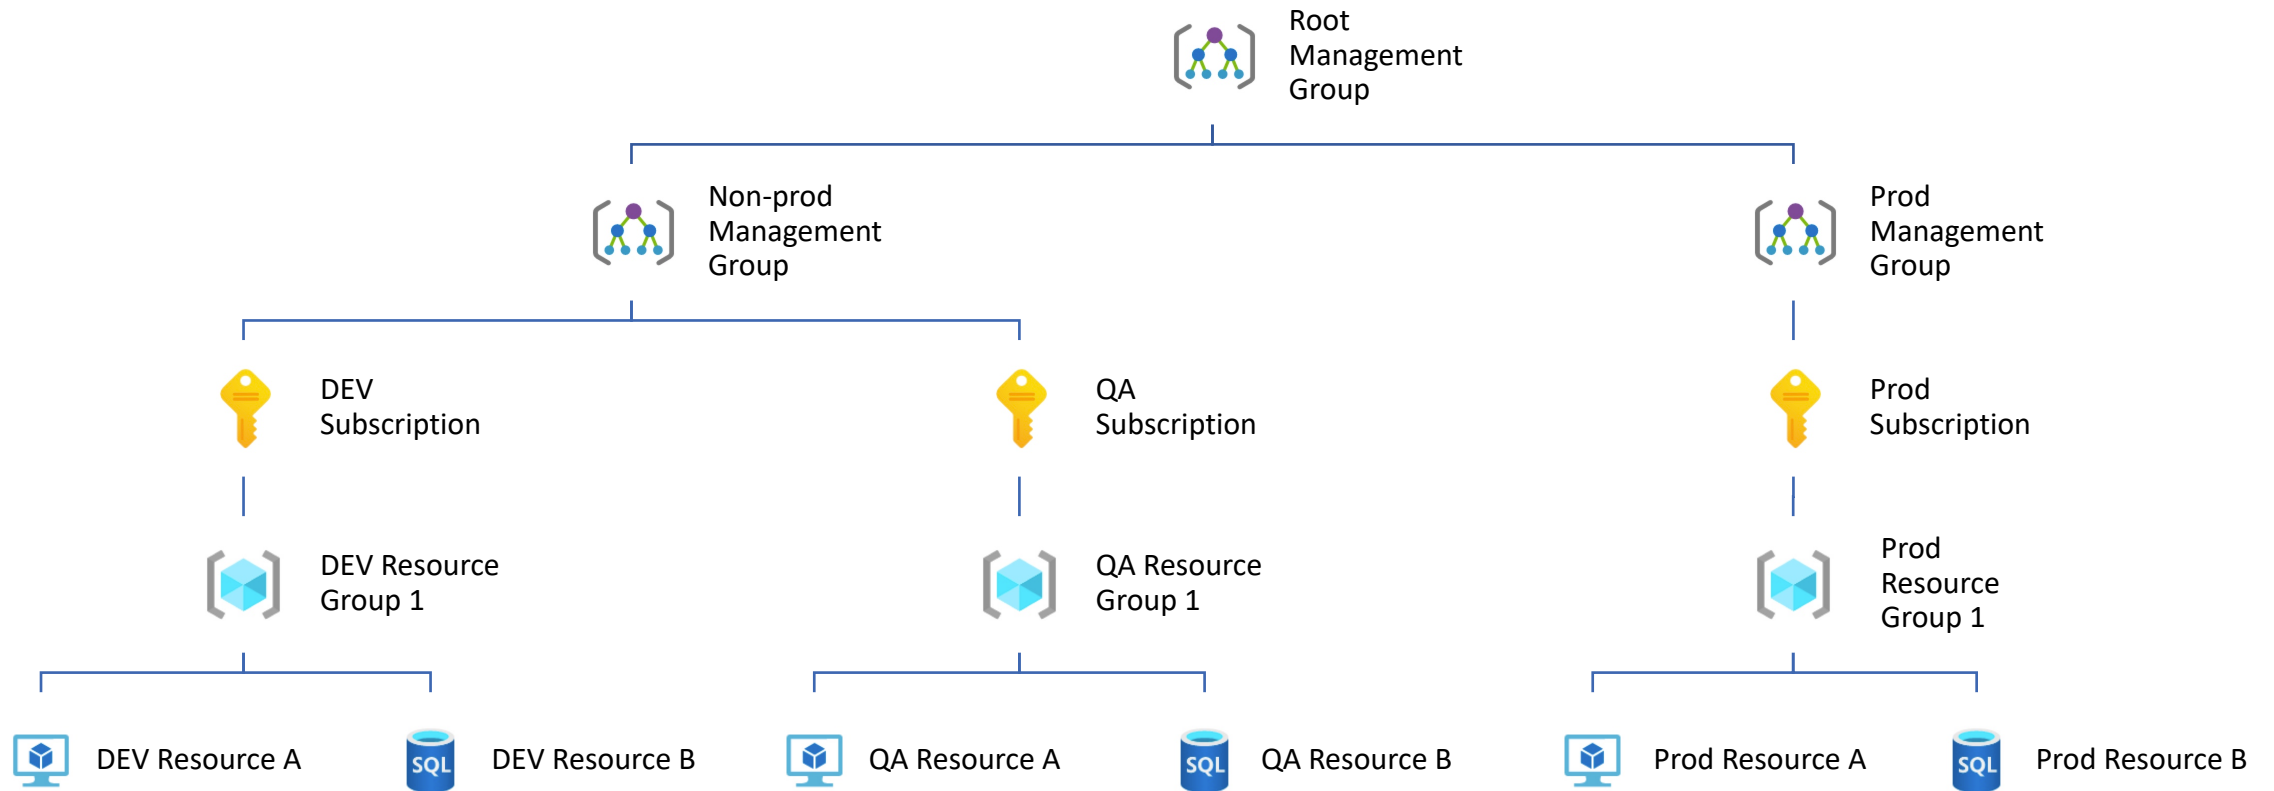 Root
Management
Group
Non-prod
Management
Group
Prod
Management
Group
DEV
Subscription
QA
Subscription
Prod
Subscription
DEV Resource
Group 1
QA Resource
Group 1
Prod
Resource
Group 1
DEV Resource A
SQL
DEV Resource B
QA Resource A
SQL
QA Resource B
Prod Resource A
SQL
Prod Resource B